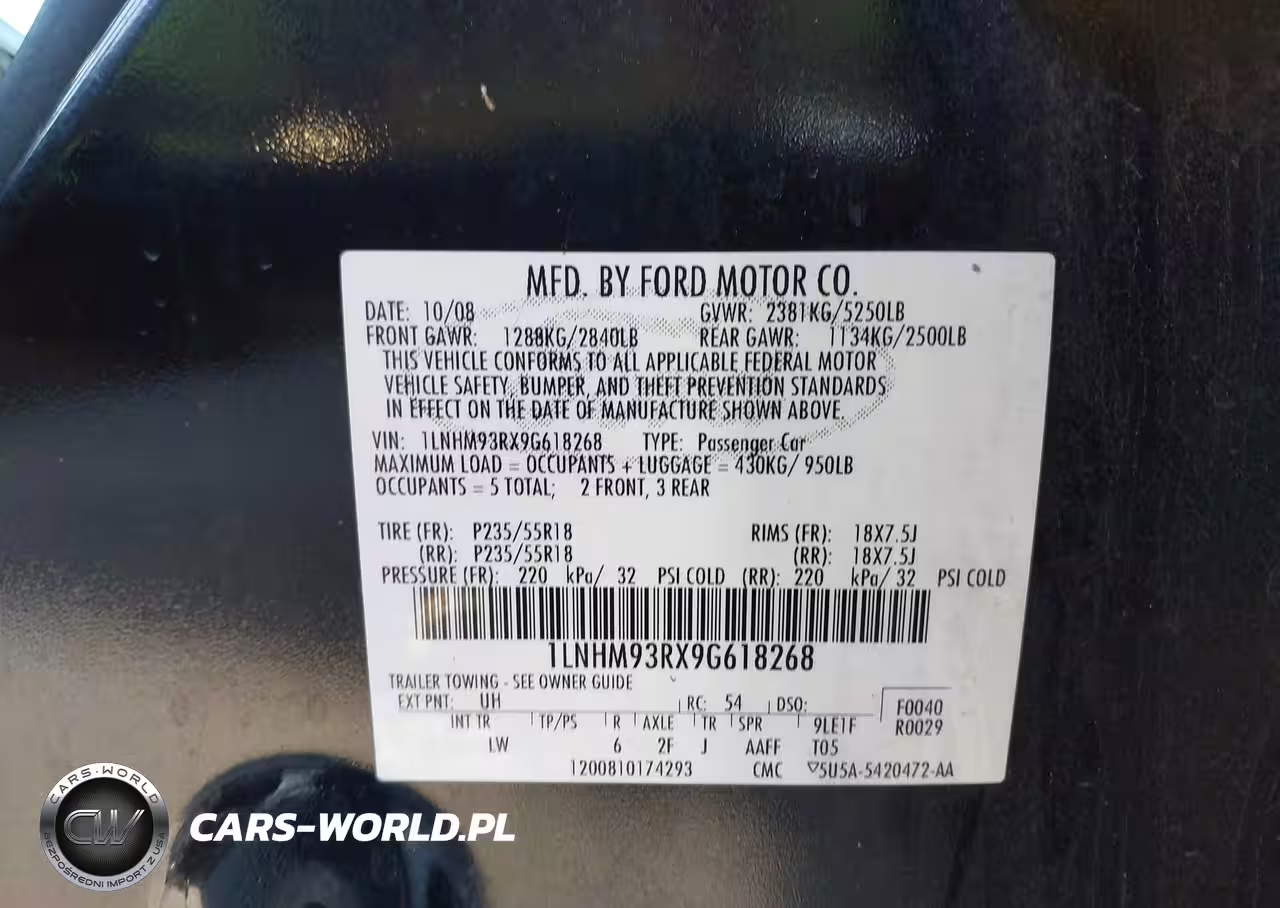 MFD. BY FORD MOTOR CO.
DATE: 10/08 GVWR: 2381KG/5250LB
FRONT GAWR: 1288KG/2840LB REAR GAWR: 1134KG/2500LB
THIS VEHICLE CONFORMS TO ALL APPLICABLE FEDERAL MOTOR
VEHICLE SAFETY, BUMPER, AND THEFT PREVENTION STANDARDS
IN EFFECT ON THE DATE OF MANUFACTURE SHOWN ABOVE.
VIN: 1LNHM93RX9G618268 TYPE: Passenger Car
MAXIMUM LOAD = OCCUPANTS + LUGGAGE = 430KG/ 950LB
OCCUPANTS = 5 TOTAL; 2 FRONT, 3 REAR
TIRE (FR): P235/55R18 RIMS (FR): 18X7.5J
(RR): P235/55R18 (RR): 18X7.5J
PRESSURE (FR): 220 kPa/ 32 PSI COLD (RR): 220 kPa/ 32 PSI COLD
1LNHM93RX9G618268
TRAILER TOWING - SEE OWNER GUIDE
EXT PNT: UH RC: 54 DSO: F0040
INT TR TP/PS R AXLE TR SPR 9LE1F R0029
LW 6 2F J AAFF T05
1200810174293 CMC ▽5U5A-5420472-AA
CARS-WORLD
CW
BEZPOŚREDNI IMPORT Z USA
CARS-WORLD.PL